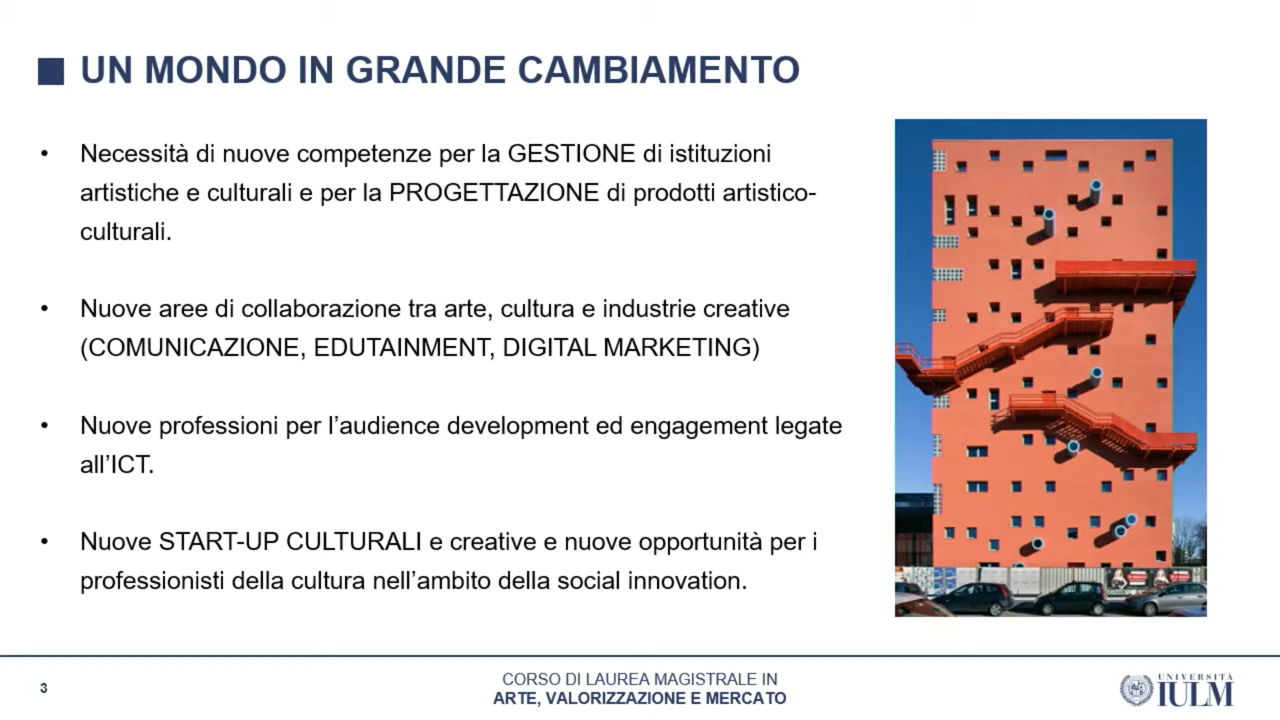 UN MONDO IN GRANDE CAMBIAMENTO
• Necessità di nuove competenze per la GESTIONE di istituzioni
artistiche e culturali e per la PROGETTAZIONE di prodotti artistico-
culturali.
• Nuove aree di collaborazione tra arte, cultura e industrie creative
(COMUNICAZIONE, EDUTAINMENT, DIGITAL MARKETING)
• Nuove professioni per l’audience development ed engagement legate
all’ICT.
• Nuove START-UP CULTURALI e creative e nuove opportunità per i
professionisti della cultura nell’ambito della social innovation.
3
CORSO DI LAUREA MAGISTRALE IN
ARTE, VALORIZZAZIONE E MERCATO
UNIVERSITÀ
IULM